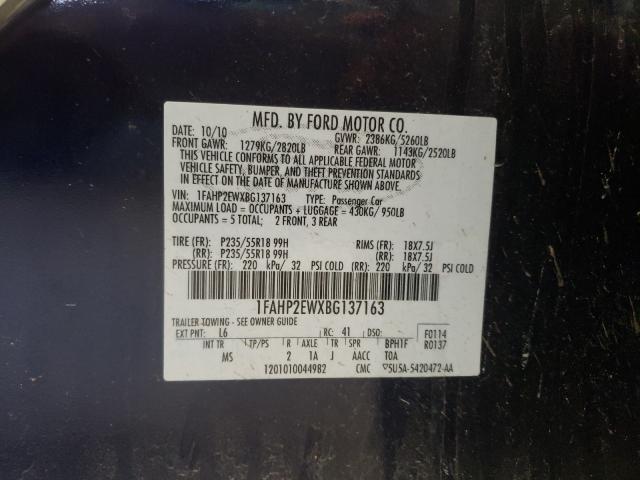 MFD. BY FORD MOTOR CO.
DATE: 10/10 GVWR: 2386KG/5260LB
FRONT GAWR: 1279KG/2820LB REAR GAWR: 1143KG/2520LB
THIS VEHICLE CONFORMS TO ALL APPLICABLE FEDERAL MOTOR
VEHICLE SAFETY, BUMPER, AND THEFT PREVENTION STANDARDS
IN EFFECT ON THE DATE OF MANUFACTURE SHOWN ABOVE.
VIN: 1FAHP2EWXBG137163 TYPE: Passenger Car
MAXIMUM LOAD = OCCUPANTS + LUGGAGE = 430KG/950LB
OCCUPANTS = 5 TOTAL: 2 FRONT, 3 REAR
TIRE (FR): P235/55R18 99H RIMS (FR): 18X7.5J
(RR): P235/55R18 99H (RR): 18X7.5J
PRESSURE (FR): 220 kPa/ 32 PSI COLD (RR): 220 kPa/ 32 PSI COLD
1FAHP2EWXBG137163
TRAILER TOWING - SEE OWNER GUIDE
EXT PNT: L6 RC: 41 DSO: F0114
INT TR TP/PS R AXLE TR SPR BPH1F R0137
MS 2 1A J AACC T0A
1201010044982 CMC ▽5U5A-5420472-AA